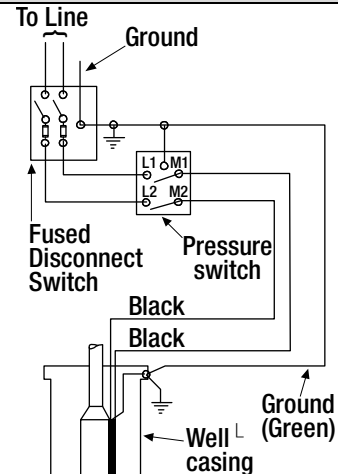 To Line
Ground
L1 M1
L2 M2
Fused
Disconnect
Switch
Pressure
switch
Black
Black
Ground
(Green)
Well L
casing